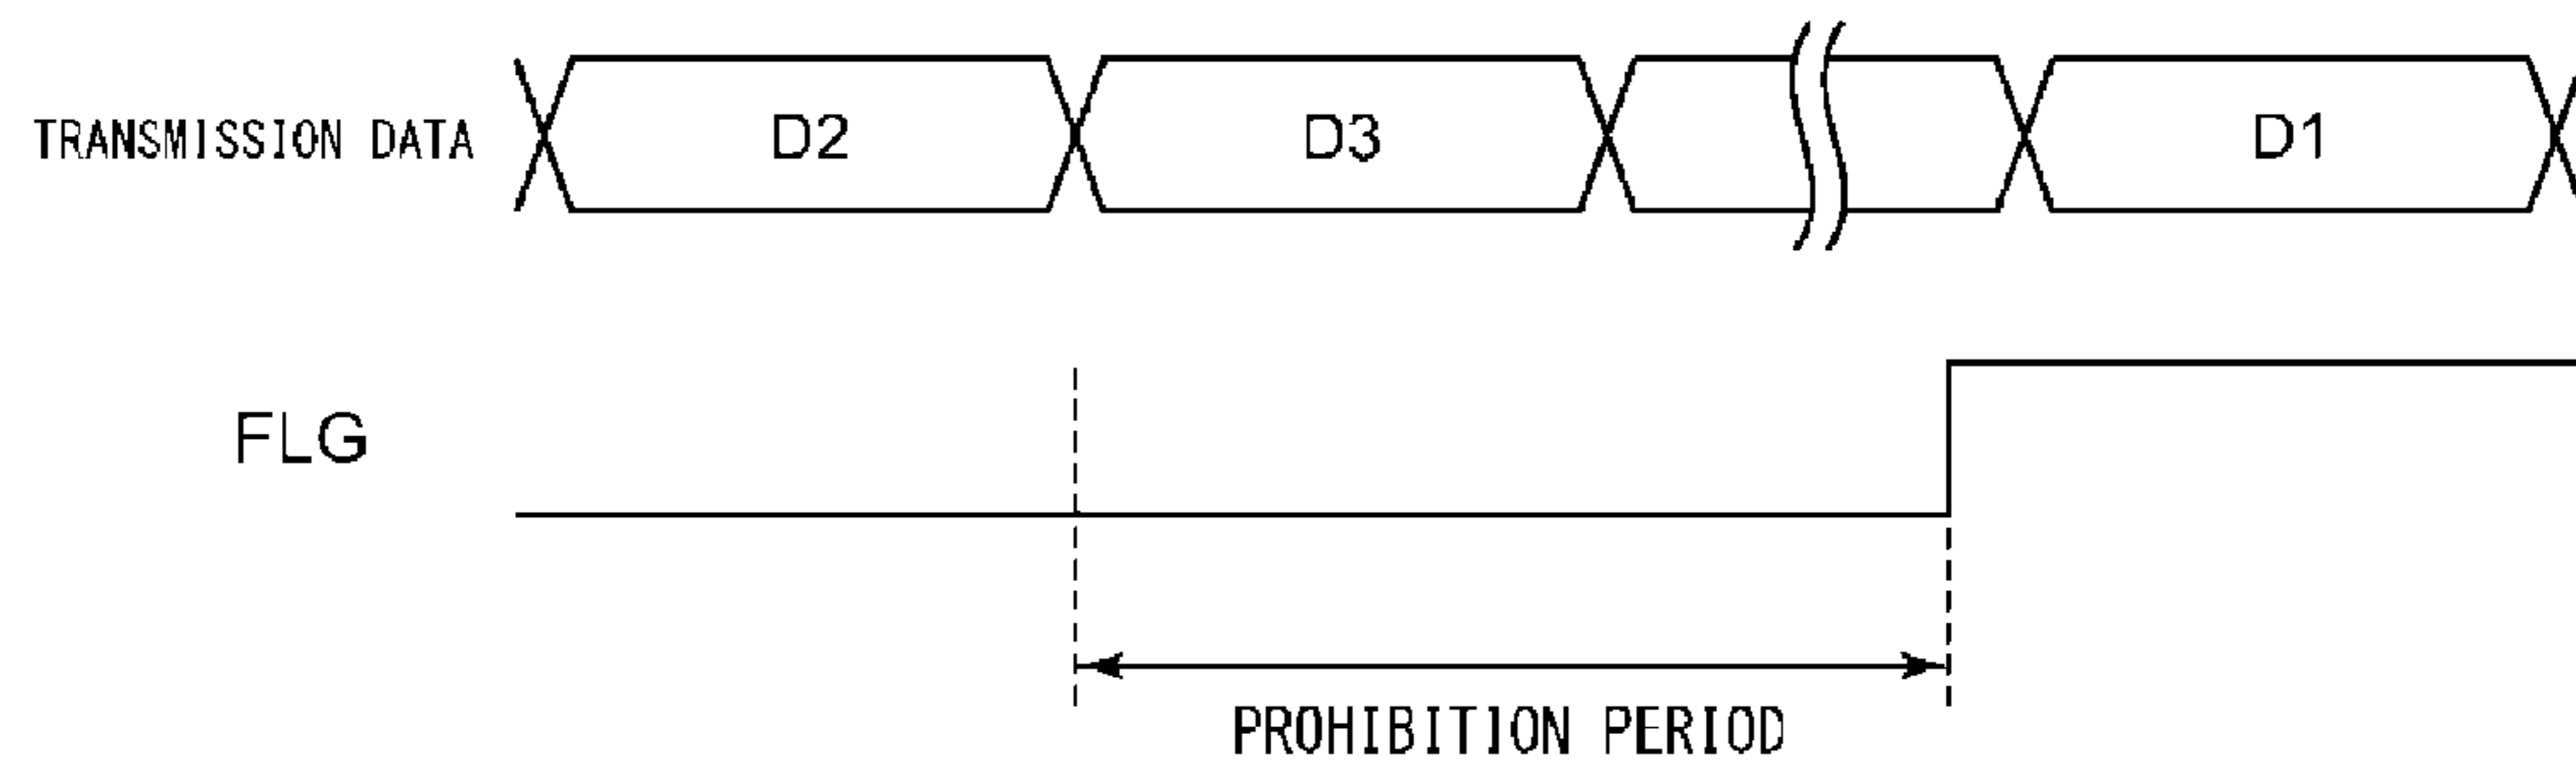 TRANSMISSION DATA D2 D3 D1
FLG
PROHIBITION PERIOD